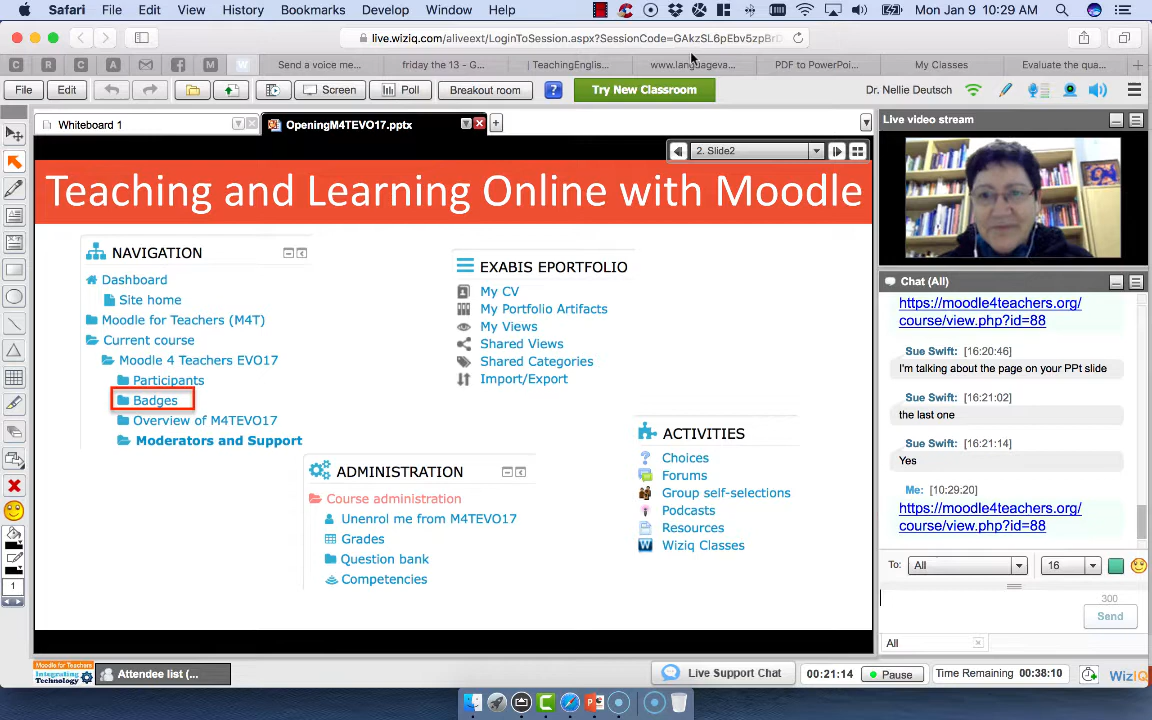 Safari File Edit View History Bookmarks Develop Window Help Mon Jan 9 10:29 AM
live.wiziq.com/aliveext/LoginToSession.aspx?SessionCode=GAkzSL6pEbv5zpBrD
C R C A M W Send a voice me... friday the 13 - G... | TeachingEnglis... www.languageva... PDF to PowerPoi... My Classes Evaluate the qua...
File Edit Screen Poll Breakout room ? Try New Classroom Dr. Nellie Deutsch
Whiteboard 1 OpeningM4TEVO17.pptx
2. Slide2
Teaching and Learning Online with Moodle
NAVIGATION
Dashboard
Site home
Moodle for Teachers (M4T)
Current course
Moodle 4 Teachers EVO17
Participants
Badges
Overview of M4TEVO17
Moderators and Support
EXABIS EPORTFOLIO
My CV
My Portfolio Artifacts
My Views
Shared Views
Shared Categories
Import/Export
ADMINISTRATION
Course administration
Unenrol me from M4TEVO17
Grades
Question bank
Competencies
ACTIVITIES
Choices
Forums
Group self-selections
Podcasts
Resources
Wiziq Classes
Live video stream
Chat (All)
https://moodle4teachers.org/
course/view.php?id=88
Sue Swift: [16:20:46]
I'm talking about the page on your PPt slide
Sue Swift: [16:21:02]
the last one
Sue Swift: [16:21:14]
Yes
Me: [10:29:20]
https://moodle4teachers.org/
course/view.php?id=88
To: All 16
300
Send
All
1
Moodle for Teachers
Integrating
Technology
Attendee list (...
Live Support Chat 00:21:14 Pause Time Remaining 00:38:10 WizIQ